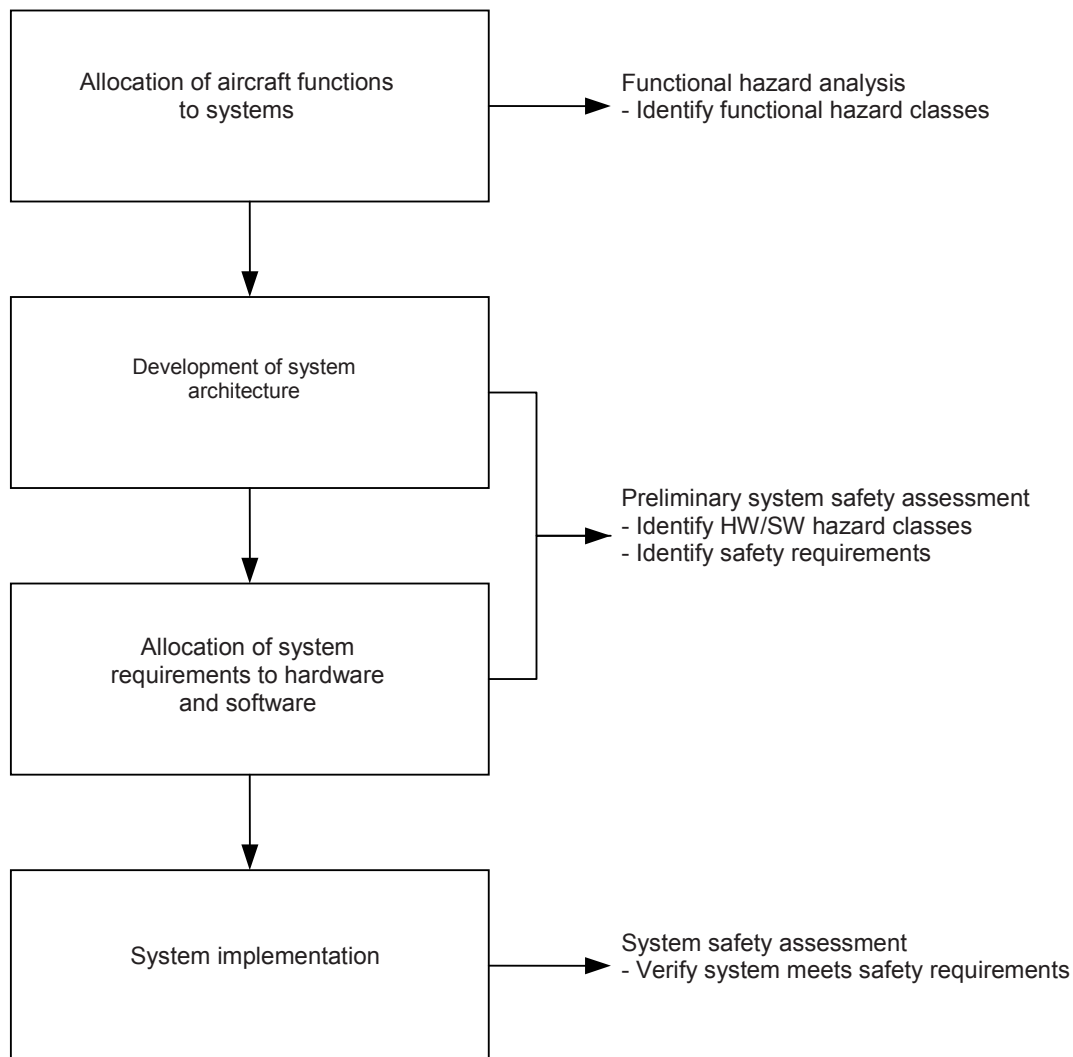 Allocation of aircraft functions
to systems
Functional hazard analysis
- Identify functional hazard classes
Development of system
architecture
Preliminary system safety assessment
- Identify HW/SW hazard classes
- Identify safety requirements
Allocation of system
requirements to hardware
and software
System implementation
System safety assessment
- Verify system meets safety requirements